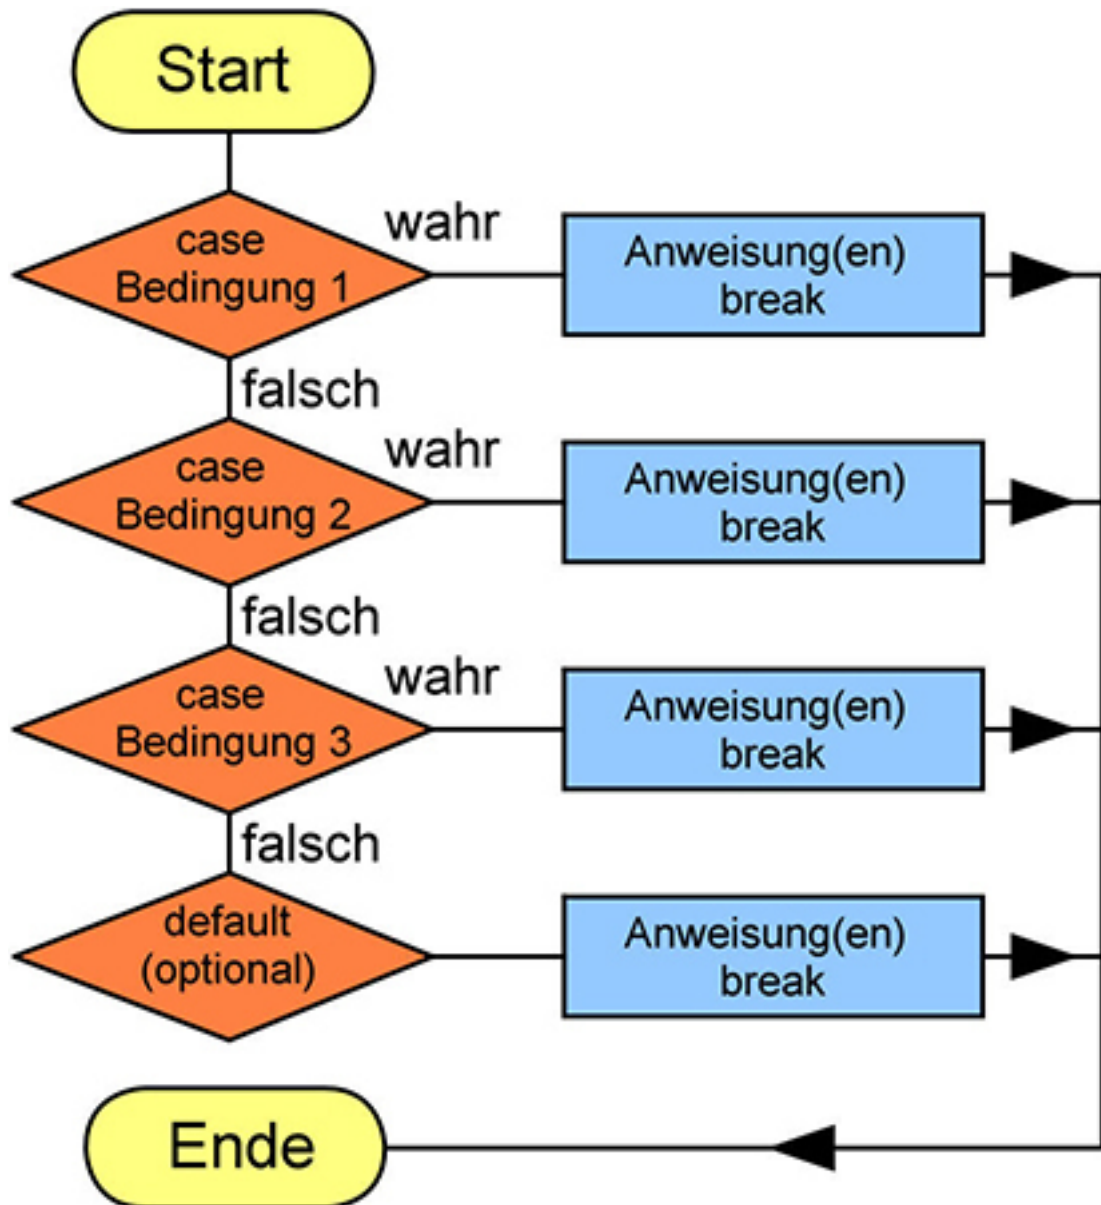 Start
case
Bedingung 1
wahr
Anweisung(en)
break
falsch
case
Bedingung 2
wahr
Anweisung(en)
break
falsch
case
Bedingung 3
wahr
Anweisung(en)
break
falsch
default
(optional)
Anweisung(en)
break
Ende